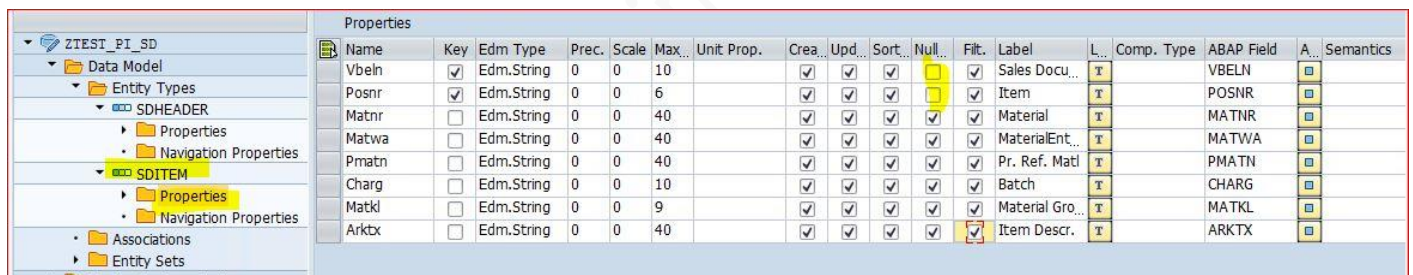 ZTEST_PI_SD
Data Model
Entity Types
SDHEADER
Properties
Navigation Properties
SDITEM
Properties
Navigation Properties
Associations
Entity Sets
Properties
Name Key Edm Type Prec. Scale Max... Unit Prop. Crea... Upd... Sort... Null... Filt. Label L... Comp. Type ABAP Field A... Semantics
Vbeln Edm.String 0 0 10 Sales Docu... T VBELN
Posnr Edm.String 0 0 6 Item T POSNR
Matnr Edm.String 0 0 40 Material T MATNR
Matwa Edm.String 0 0 40 MaterialEnt... T MATWA
Pmatn Edm.String 0 0 40 Pr. Ref. Matl T PMATN
Charg Edm.String 0 0 10 Batch T CHARG
Matkl Edm.String 0 0 9 Material Gro... T MATKL
Arktx Edm.String 0 0 40 Item Descr. T ARKTX